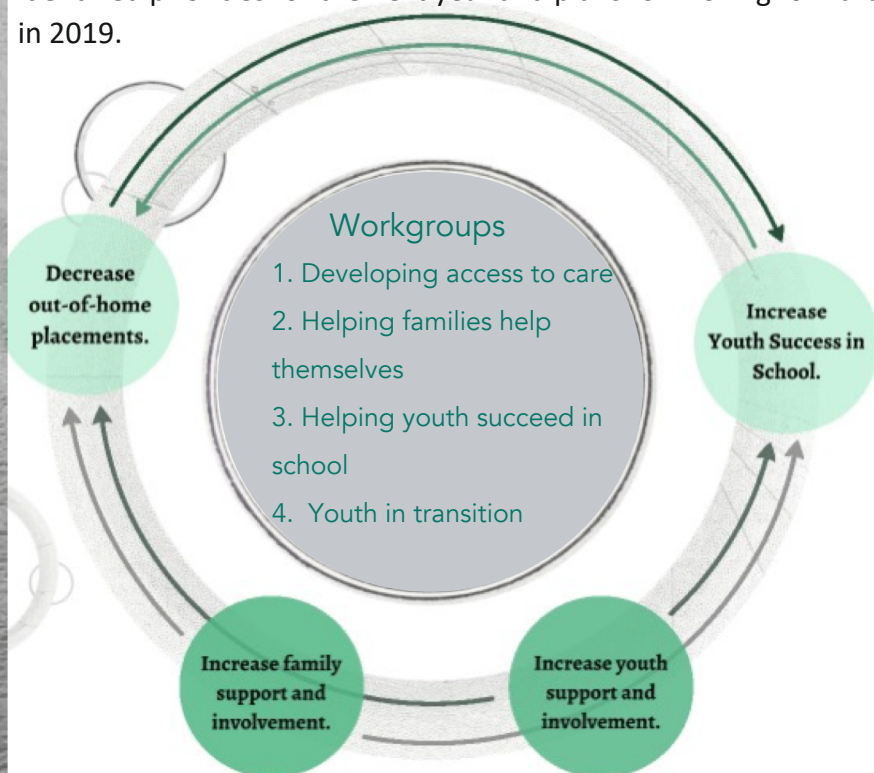 in 2019.
Workgroups
1. Developing access to care
2. Helping families help
themselves
3. Helping youth succeed in
school
4. Youth in transition
Decrease
out-of-home
placements.
Increase
Youth Success in
School.
Increase family
support and
involvement.
Increase youth
support and
involvement.